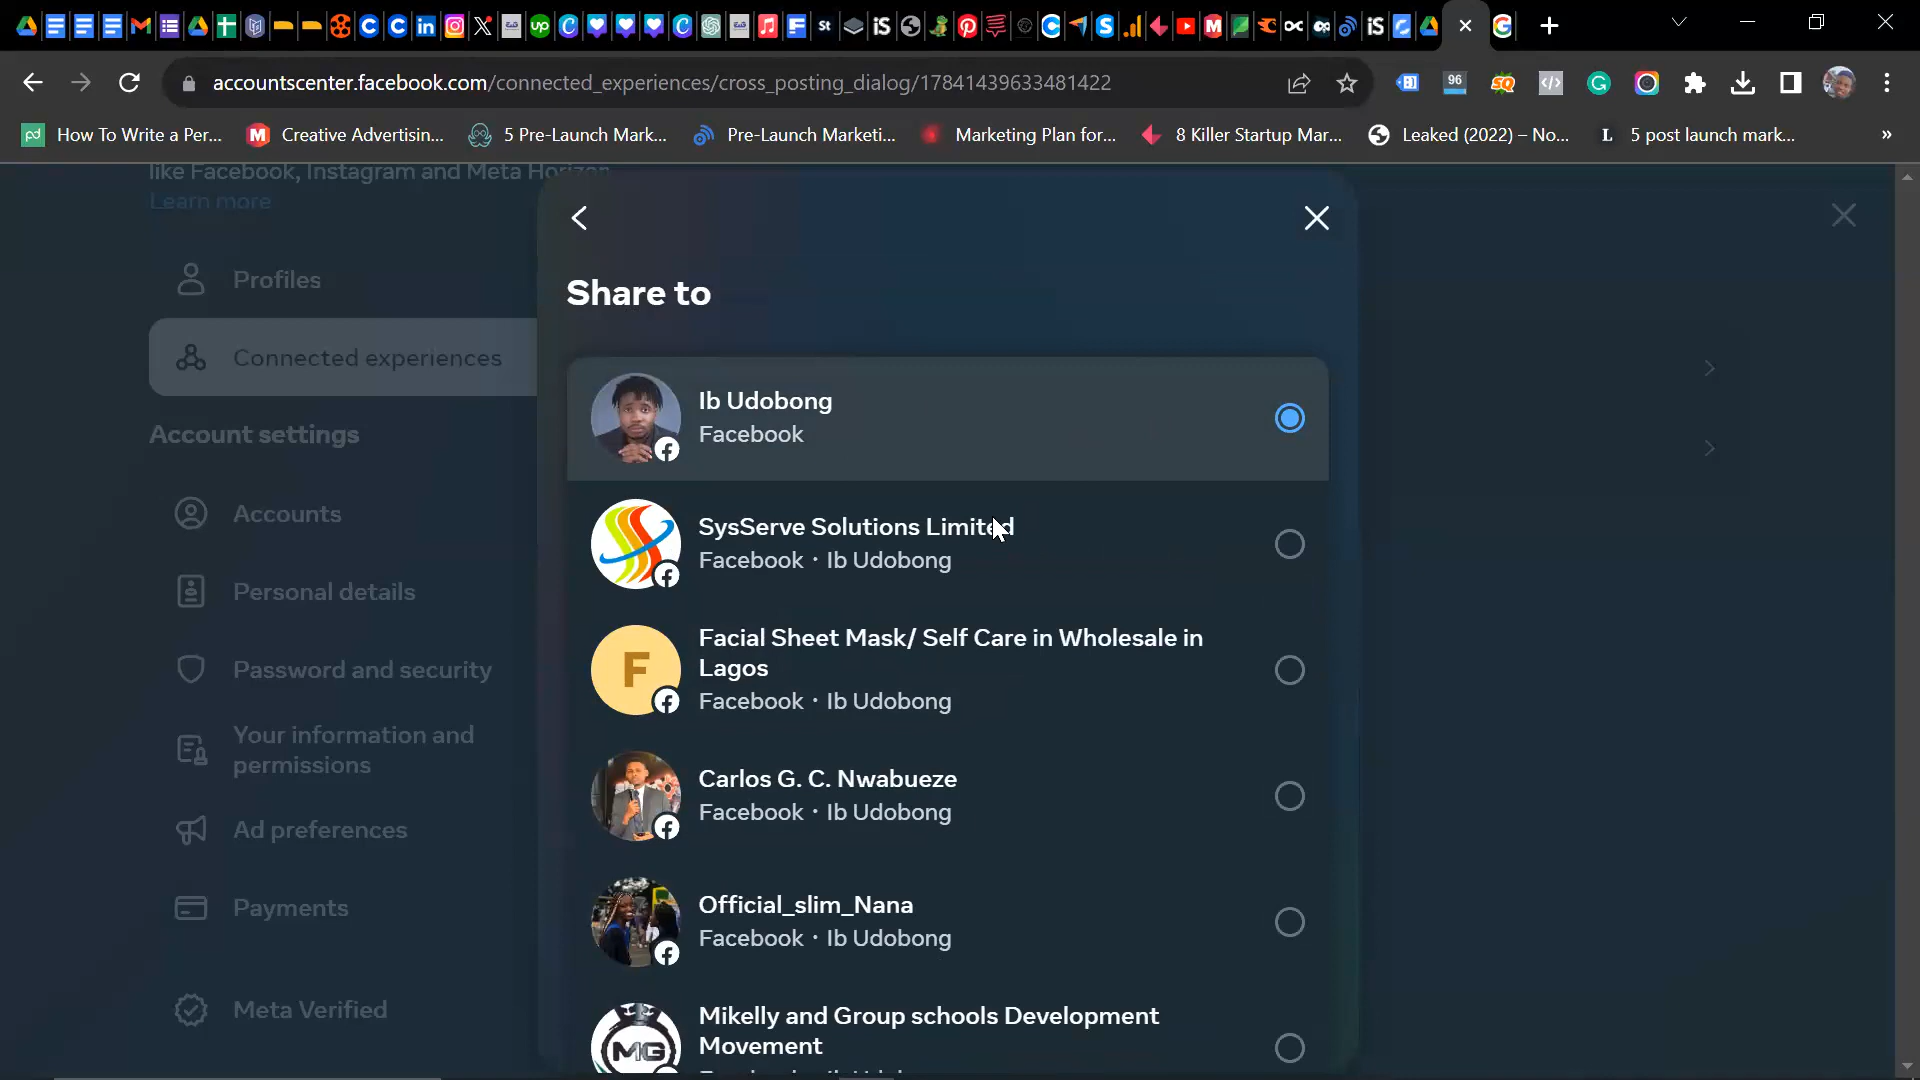 96
accountscenter.facebook.com/connected_experiences/cross_posting_dialog/17841439633481422
How To Write a Per...
Creative Advertisin...
5 Pre-Launch Mark...
Pre-Launch Marketi...
Marketing Plan for...
8 Killer Startup Mar...
Leaked (2022) – No...
5 post launch mark...
like Facebook, Instagram and Meta Horizon
Learn more
Profiles
Connected experiences
Account settings
Accounts
Personal details
Password and security
Your information and
permissions
Ad preferences
Payments
Meta Verified
Share to
Ib Udobong
Facebook
SysServe Solutions Limited
Facebook · Ib Udobong
F
Facial Sheet Mask/ Self Care in Wholesale in
Lagos
Facebook · Ib Udobong
Carlos G. C. Nwabueze
Facebook · Ib Udobong
Official_slim_Nana
Facebook · Ib Udobong
MG
Mikelly and Group schools Development
Movement